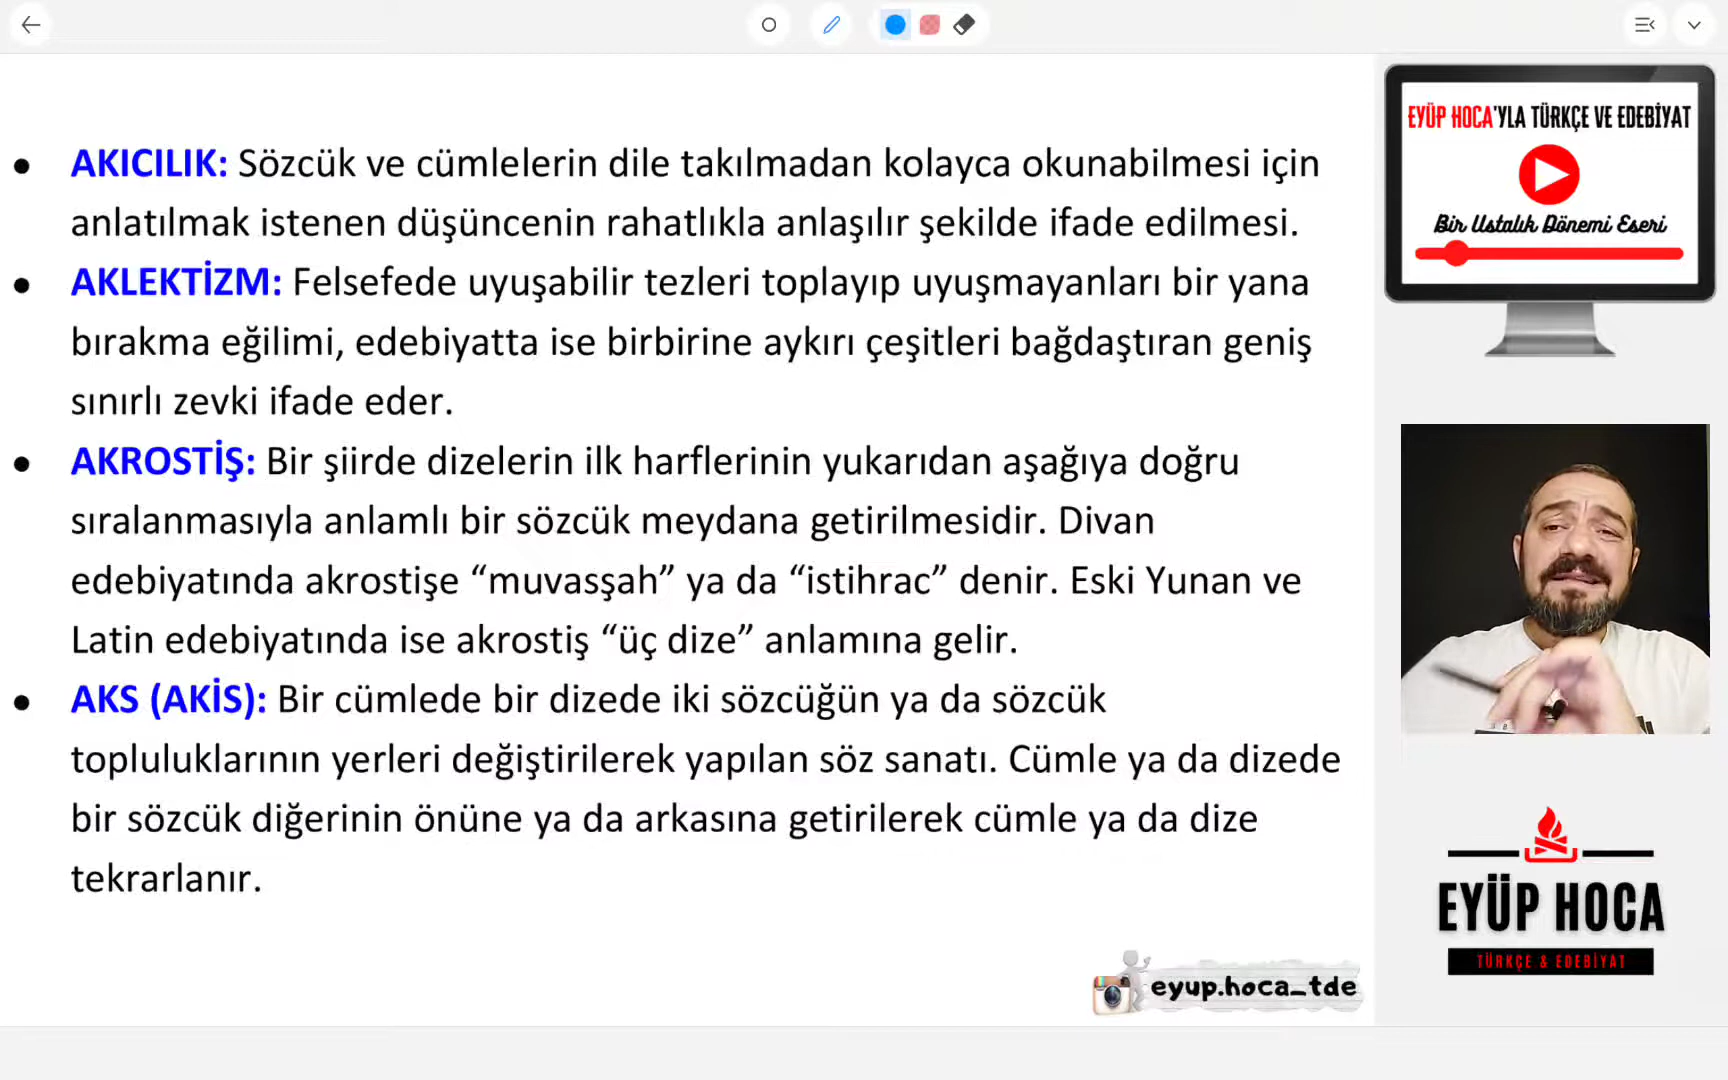 AKICILIK: Sözcük ve cümlelerin dile takılmadan kolayca okunabilmesi için
anlatılmak istenen düşüncenin rahatlıkla anlaşılır şekilde ifade edilmesi.
AKLEKTİZM: Felsefede uyuşabilir tezleri toplayıp uyuşmayanları bir yana
bırakma eğilimi, edebiyatta ise birbirine aykırı çeşitleri bağdaştıran geniş
sınırlı zevki ifade eder.
AKROSTİŞ: Bir şiirde dizelerin ilk harflerinin yukarıdan aşağıya doğru
sıralanmasıyla anlamlı bir sözcük meydana getirilmesidir. Divan
edebiyatında akrostişe “muvasşah” ya da “istihrac” denir. Eski Yunan ve
Latin edebiyatında ise akrostiş “üç dize” anlamına gelir.
AKS (AKİS): Bir cümlede bir dizede iki sözcüğün ya da sözcük
topluluklarının yerleri değiştirilerek yapılan söz sanatı. Cümle ya da dizede
bir sözcük diğerinin önüne ya da arkasına getirilerek cümle ya da dize
tekrarlanır.
eyup.hoca_tde
EYÜP HOCA'YLA TÜRKÇE VE EDEBİYAT
Bir Ustalık Dönemi Eseri
EYÜP HOCA
TÜRKÇE & EDEBİYAT